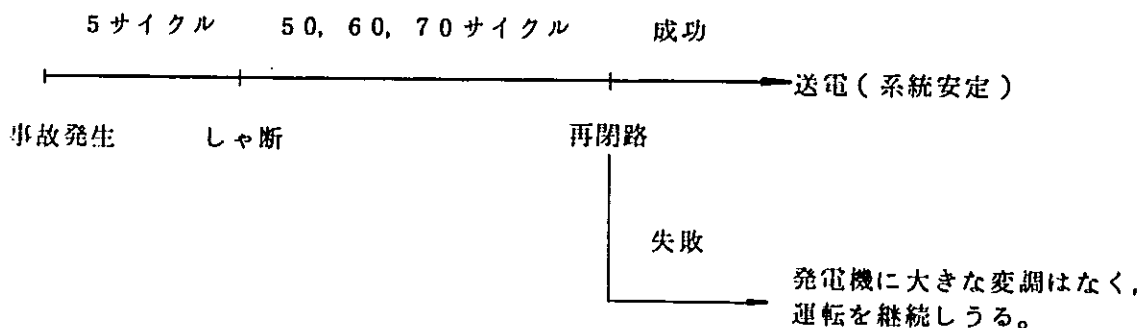 5サイクル 50, 60, 70サイクル 成功
送電(系統安定)
事故発生 しゃ断 再閉路
失敗
発電機に大きな変調はなく,
運転を継続しうる。